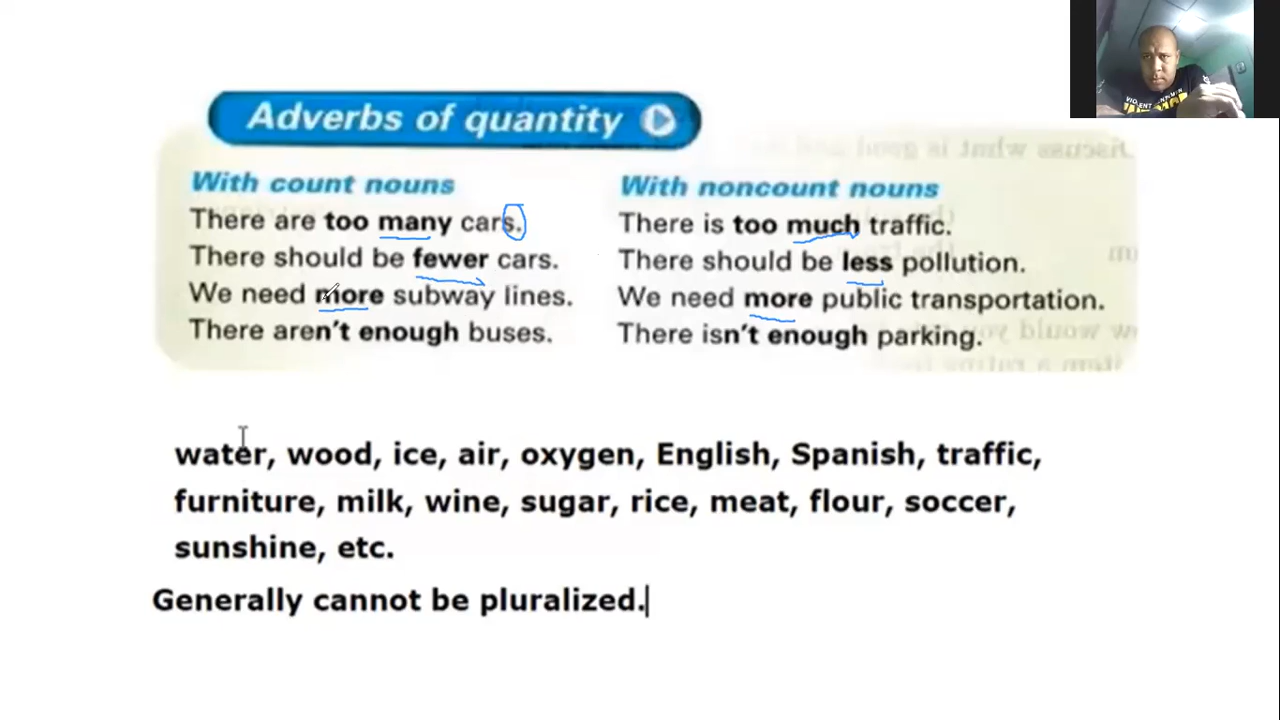 Adverbs of quantity
With count nouns
There are too many cars.
There should be fewer cars.
We need more subway lines.
There aren't enough buses.
With noncount nouns
There is too much traffic.
There should be less pollution.
We need more public transportation.
There isn't enough parking.
water, wood, ice, air, oxygen, English, Spanish, traffic,
furniture, milk, wine, sugar, rice, meat, flour, soccer,
sunshine, etc.
Generally cannot be pluralized.